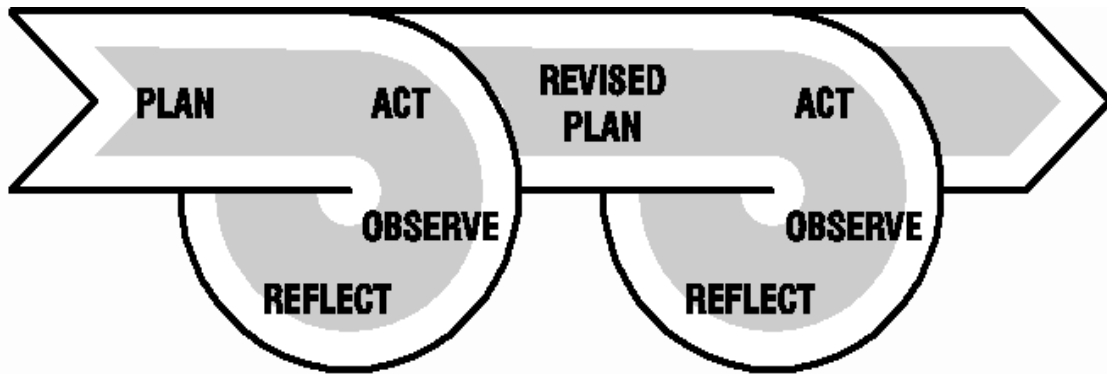 PLAN
ACT
OBSERVE
REFLECT
REVISED
PLAN
ACT
OBSERVE
REFLECT